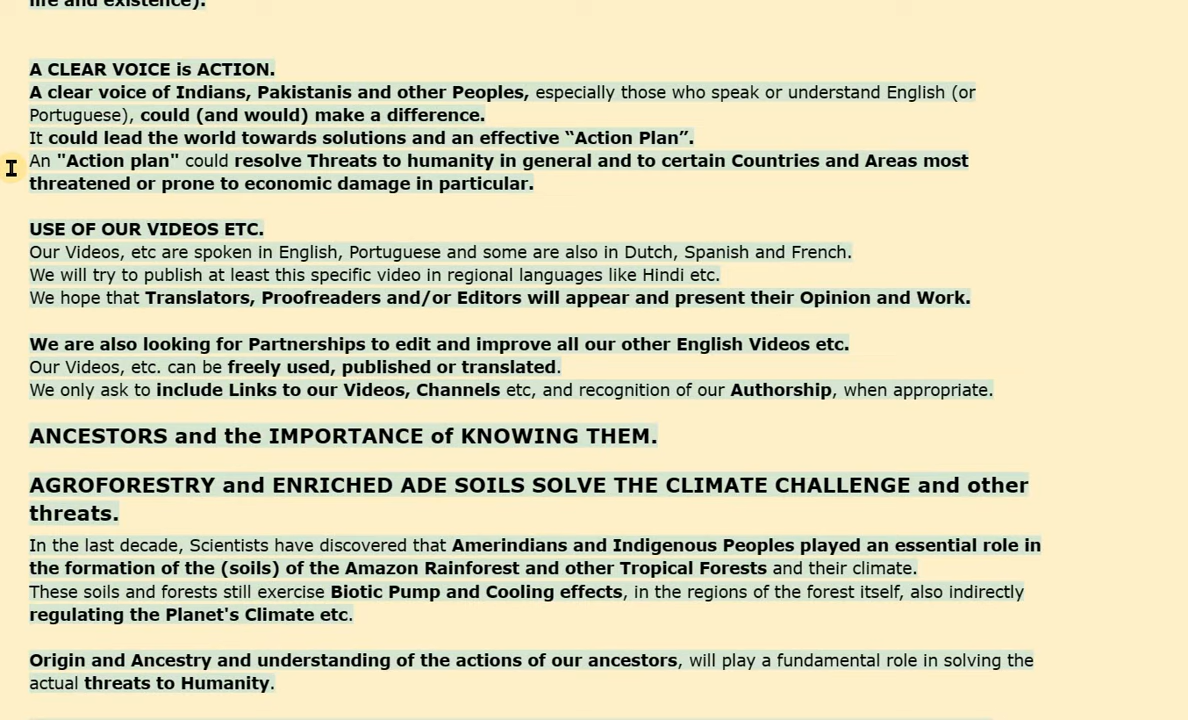 life and existence).
A CLEAR VOICE is ACTION.
A clear voice of Indians, Pakistanis and other Peoples, especially those who speak or understand English (or
Portuguese), could (and would) make a difference.
It could lead the world towards solutions and an effective “Action Plan”.
An "Action plan" could resolve Threats to humanity in general and to certain Countries and Areas most
threatened or prone to economic damage in particular.
USE OF OUR VIDEOS ETC.
Our Videos, etc are spoken in English, Portuguese and some are also in Dutch, Spanish and French.
We will try to publish at least this specific video in regional languages like Hindi etc.
We hope that Translators, Proofreaders and/or Editors will appear and present their Opinion and Work.
We are also looking for Partnerships to edit and improve all our other English Videos etc.
Our Videos, etc. can be freely used, published or translated.
We only ask to include Links to our Videos, Channels etc, and recognition of our Authorship, when appropriate.
ANCESTORS and the IMPORTANCE of KNOWING THEM.
AGROFORESTRY and ENRICHED ADE SOILS SOLVE THE CLIMATE CHALLENGE and other
threats.
In the last decade, Scientists have discovered that Amerindians and Indigenous Peoples played an essential role in
the formation of the (soils) of the Amazon Rainforest and other Tropical Forests and their climate.
These soils and forests still exercise Biotic Pump and Cooling effects, in the regions of the forest itself, also indirectly
regulating the Planet's Climate etc.
Origin and Ancestry and understanding of the actions of our ancestors, will play a fundamental role in solving the
actual threats to Humanity.